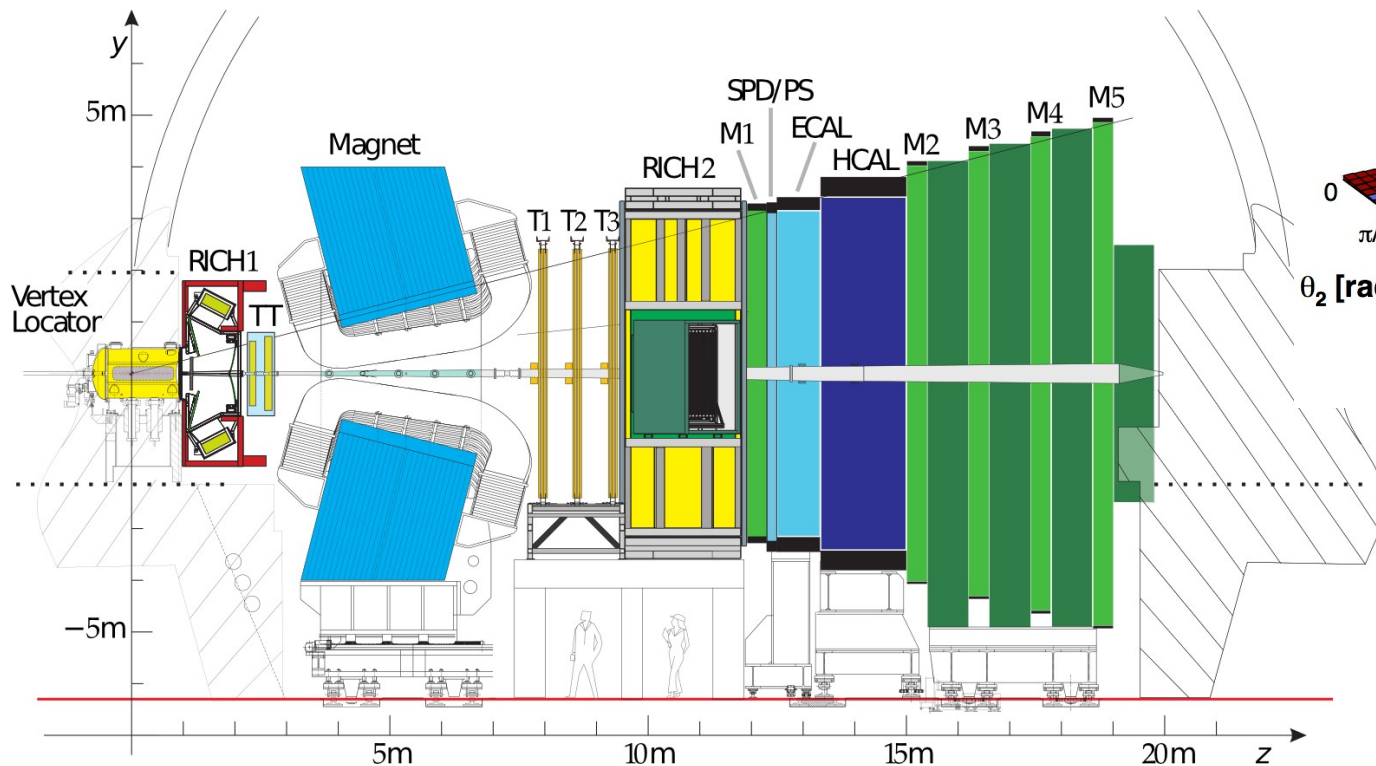 y
5m
−5m
Vertex
Locator
RICH1
TT
Magnet
T1
T2
T3
RICH2
M1
SPD/PS
ECAL
HCAL
M2
M3
M4
M5
5m
10m
15m
20m
z
0
π/
θ2 [rad